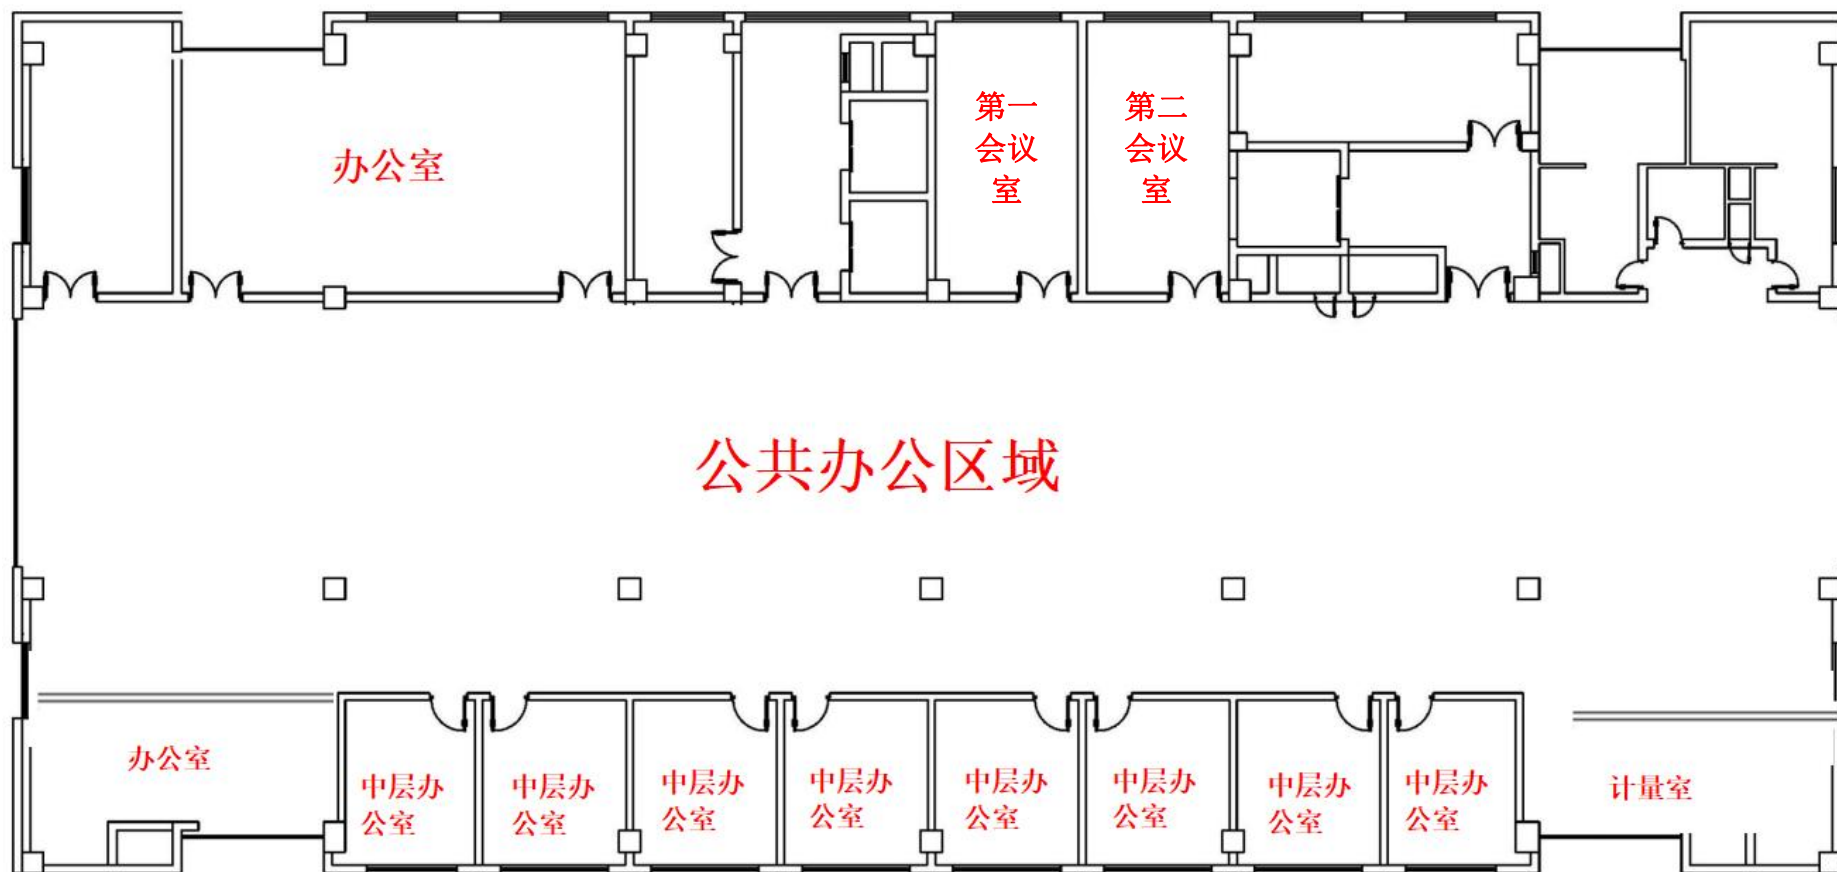 第一
会议
室
第二
会议
室
办公室
公共办公区域
办公室
中层办
公室
中层办
公室
中层办
公室
中层办
公室
中层办
公室
中层办
公室
中层办
公室
中层办
公室
计量室